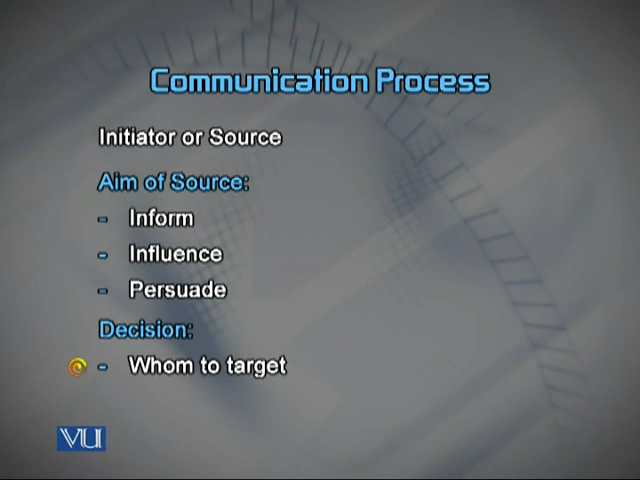 Communication Process
Initiator or Source
Aim of Source:
- Inform
- Influence
- Persuade
Decision:
- Whom to target
VU